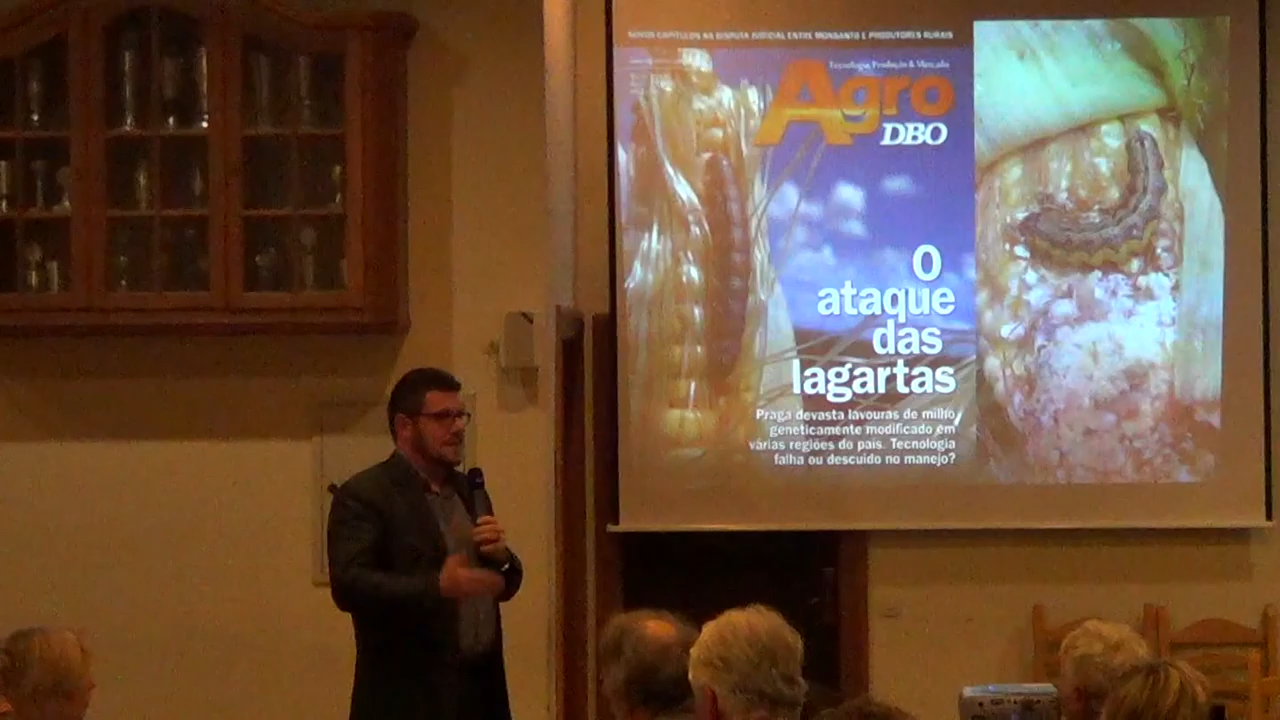 NOVOS CAPÍTULOS NA DISPUTA JUDICIAL ENTRE MONSANTO E PRODUTORES RURAIS
Tecnologia, Produção & Mercado
Agro
DBO
O
ataque
das
lagartas
Praga devasta lavouras de milho
geneticamente modificado em
várias regiões do país. Tecnologia
falha ou descuido no manejo?